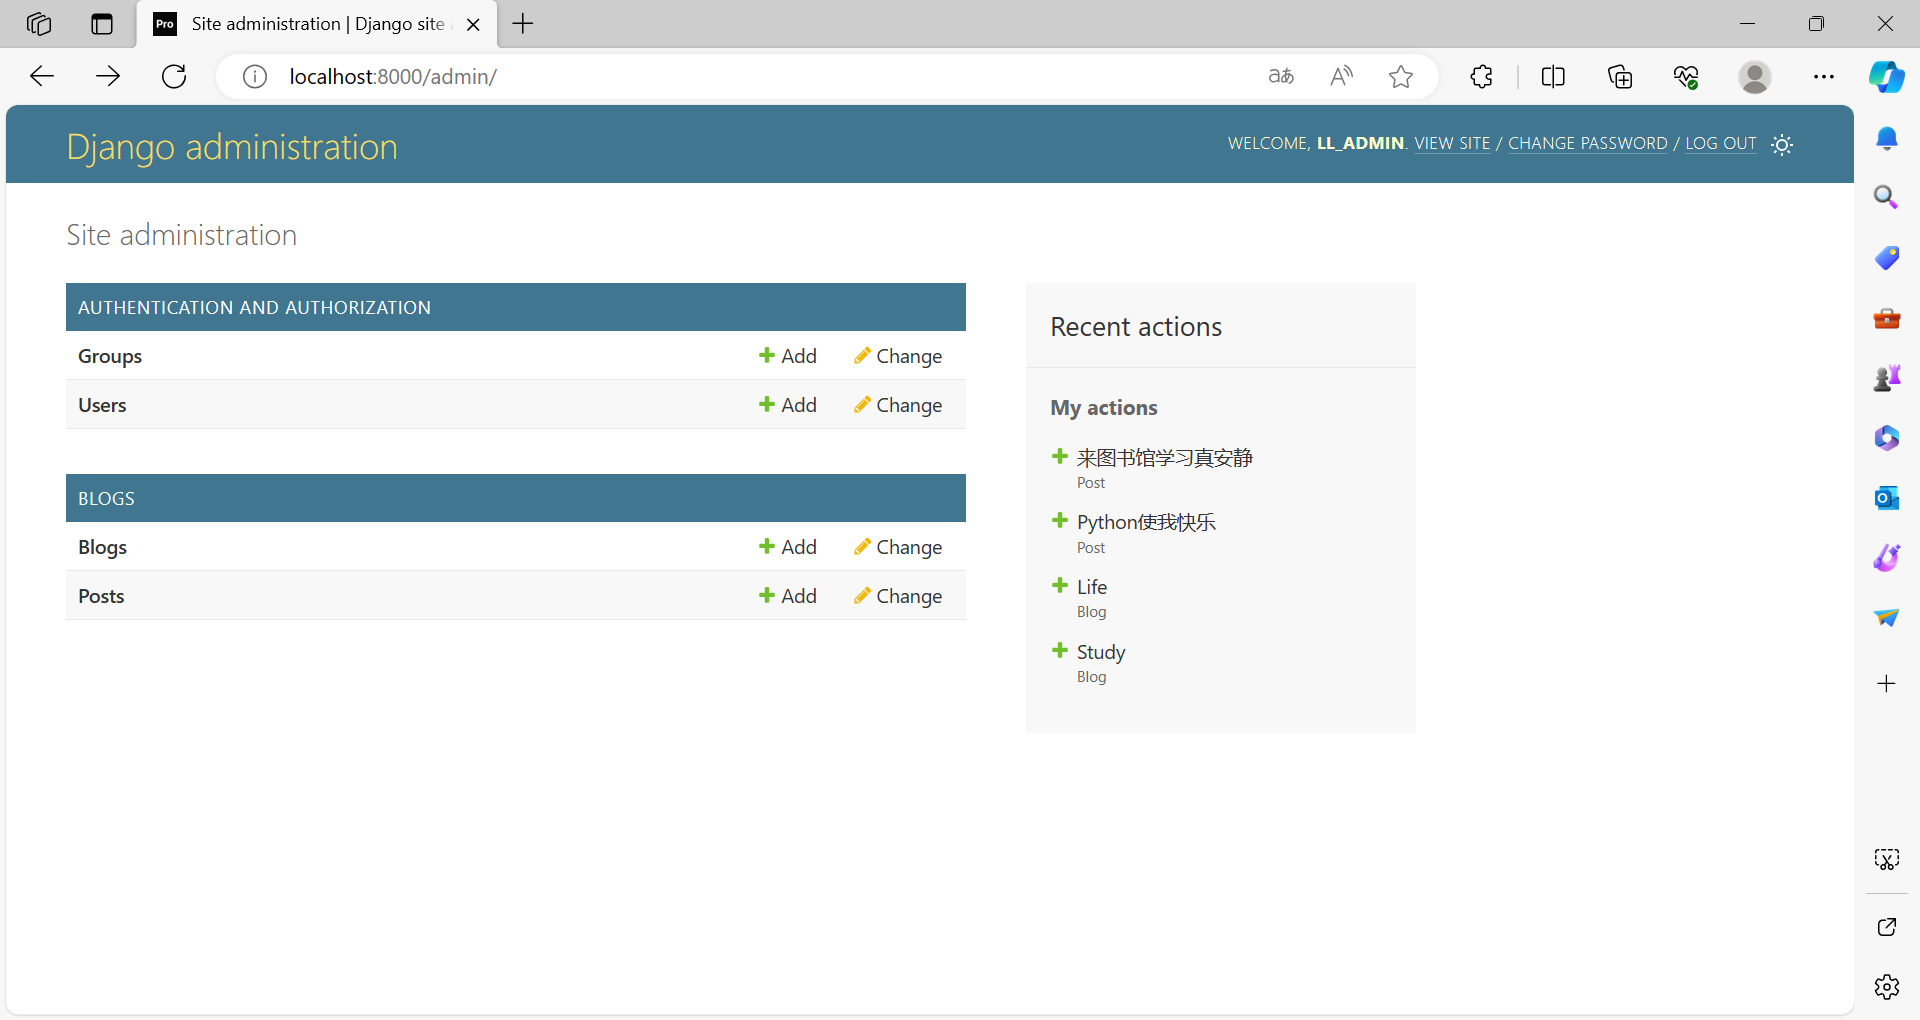 Pro Site administration | Django site
localhost:8000/admin/
Django administration
WELCOME, LL_ADMIN. VIEW SITE / CHANGE PASSWORD / LOG OUT
Site administration
AUTHENTICATION AND AUTHORIZATION
Groups Add Change
Users Add Change
BLOGS
Blogs Add Change
Posts Add Change
Recent actions
My actions
来图书馆学习真安静
Post
Python使我快乐
Post
Life
Blog
Study
Blog